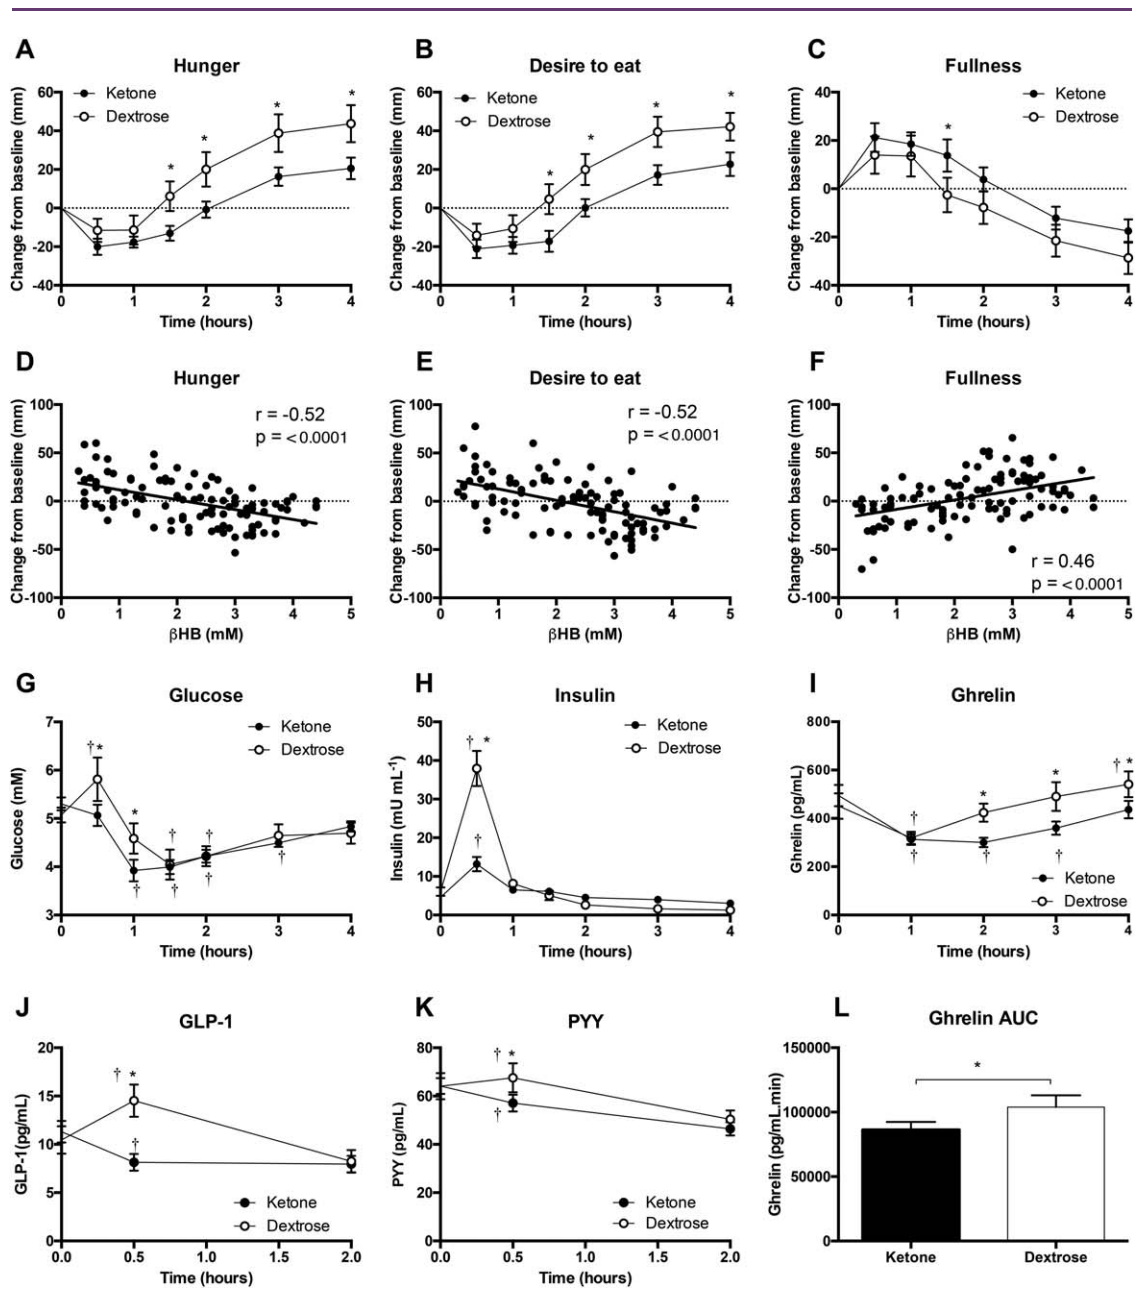 A
Hunger
Ketone
Dextrose
Change from baseline (mm)
60
40
20
0
-20
-40
*
*
*
*
0
1
2
3
4
Time (hours)
B
Desire to eat
Ketone
Dextrose
Change from baseline (mm)
60
40
20
0
-20
-40
*
*
*
*
0
1
2
3
4
Time (hours)
C
Fullness
Ketone
Dextrose
Change from baseline (mm)
40
20
0
-20
-40
*
0
1
2
3
4
Time (hours)
D
Hunger
r = -0.52
p = <0.0001
Change from baseline (mm)
100
50
0
-50
-100
0
1
2
3
4
5
βHB (mM)
E
Desire to eat
r = -0.52
p = <0.0001
Change from baseline (mm)
100
50
0
-50
-100
0
1
2
3
4
5
βHB (mM)
F
Fullness
r = 0.46
p = <0.0001
Change from baseline (mm)
100
50
0
-50
-100
0
1
2
3
4
5
βHB (mM)
G
Glucose
Ketone
Dextrose
Glucose (mM)
7
6
5
4
3
† *
*
†
†
†
†
†
†
0
1
2
3
4
Time (hours)
H
Insulin
Ketone
Dextrose
Insulin (mU mL-1)
50
40
30
20
10
0
† *
†
0
1
2
3
4
Time (hours)
I
Ghrelin
Ketone
Dextrose
Ghrelin (pg/mL)
800
600
400
200
0
†
*
*
† *
†
†
†
0
1
2
3
4
Time (hours)
J
GLP-1
Ketone
Dextrose
GLP-1(pg/mL)
20
15
10
5
0
† *
†
0.0
0.5
1.0
1.5
2.0
Time (hours)
K
PYY
Ketone
Dextrose
PYY (pg/mL)
80
60
40
20
0
† *
†
0.0
0.5
1.0
1.5
2.0
Time (hours)
L
Ghrelin AUC
Ghrelin (pg/mL.min)
150000
100000
50000
0
*
Ketone
Dextrose